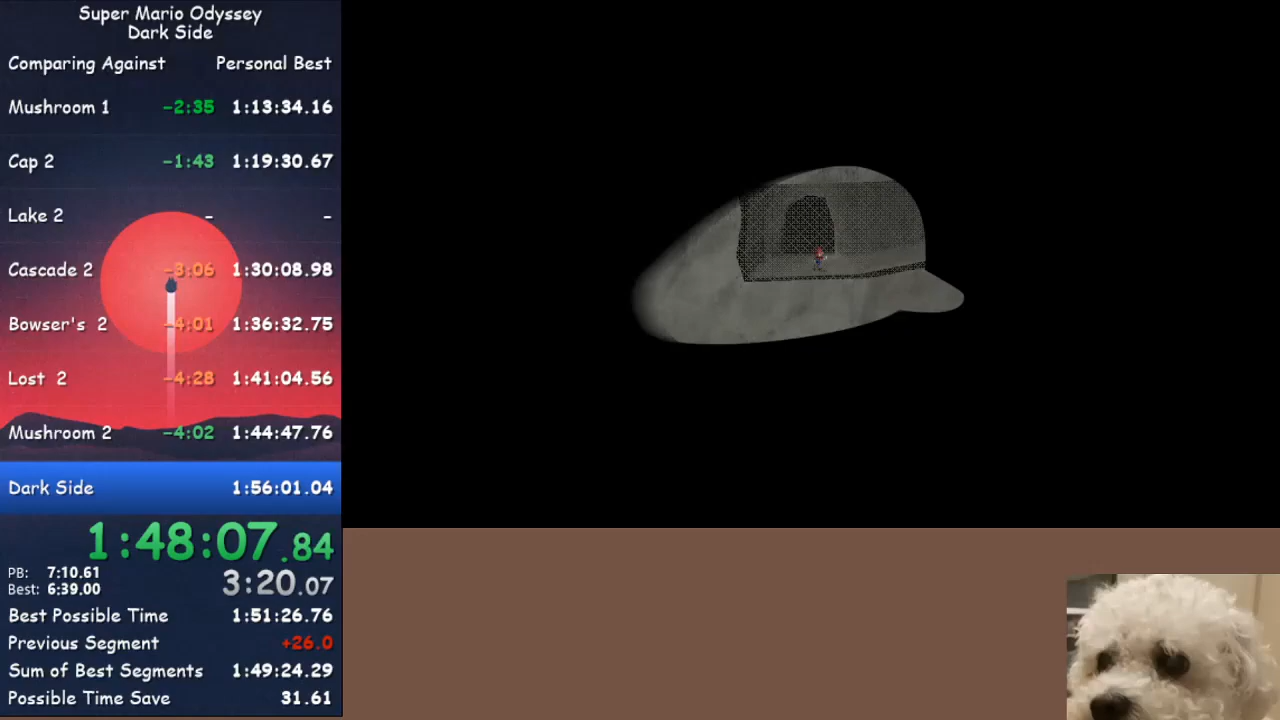 Super Mario Odyssey
Dark Side
Comparing Against Personal Best
Mushroom 1 -2:35 1:13:34.16
Cap 2 -1:43 1:19:30.67
Lake 2 - -
Cascade 2 -3:06 1:30:08.98
Bowser's 2 -4:01 1:36:32.75
Lost 2 -4:28 1:41:04.56
Mushroom 2 -4:02 1:44:47.76
Dark Side 1:56:01.04
1:48:07.84
PB: 7:10.61
Best: 6:39.00 3:20.07
Best Possible Time 1:51:26.76
Previous Segment +26.0
Sum of Best Segments 1:49:24.29
Possible Time Save 31.61